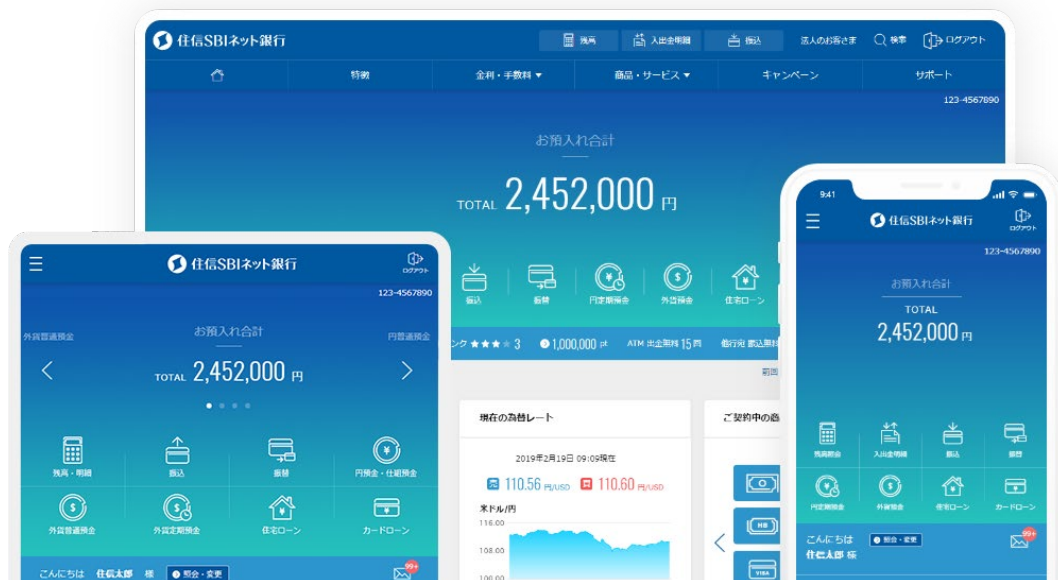 住信SBIネット銀行
残高 入出金明細 振込 法人のお客さま 検索 ログアウト
特徴 金利・手数料▼ 商品・サービス▼ キャンペーン サポート
123-4567890
お預入れ合計
TOTAL 2,452,000 円
振込 振替 円定期預金 外貨預金 住宅ローン
ンク ★★★★ 3 1,000,000 pt ATM 出金無料 15 回 他行宛 振込無料
前回
現在の為替レート
2019年2月19日 09:09現在
110.56 円/USD 110.60 円/USD
米ドル/円
116.00
108.00
106.00
ご契約中の商
VISA
住信SBIネット銀行
ログアウト
123-4567890
外貨普通預金 お預入れ合計 円普通預金
TOTAL 2,452,000 円
残高・明細 振込 振替 円預金・仕組預金
外貨普通預金 外貨定期預金 住宅ローン カードローン
こんにちは 住信太郎 様 照会・変更 99+
9:41
住信SBIネット銀行
ログアウト
123-4567890
お預入れ合計
TOTAL
2,452,000 円
残高照会 入出金明細 振込 振替
円定期預金 外貨預金 住宅ローン カードローン
こんにちは 照会・変更 99+
住信太郎 様